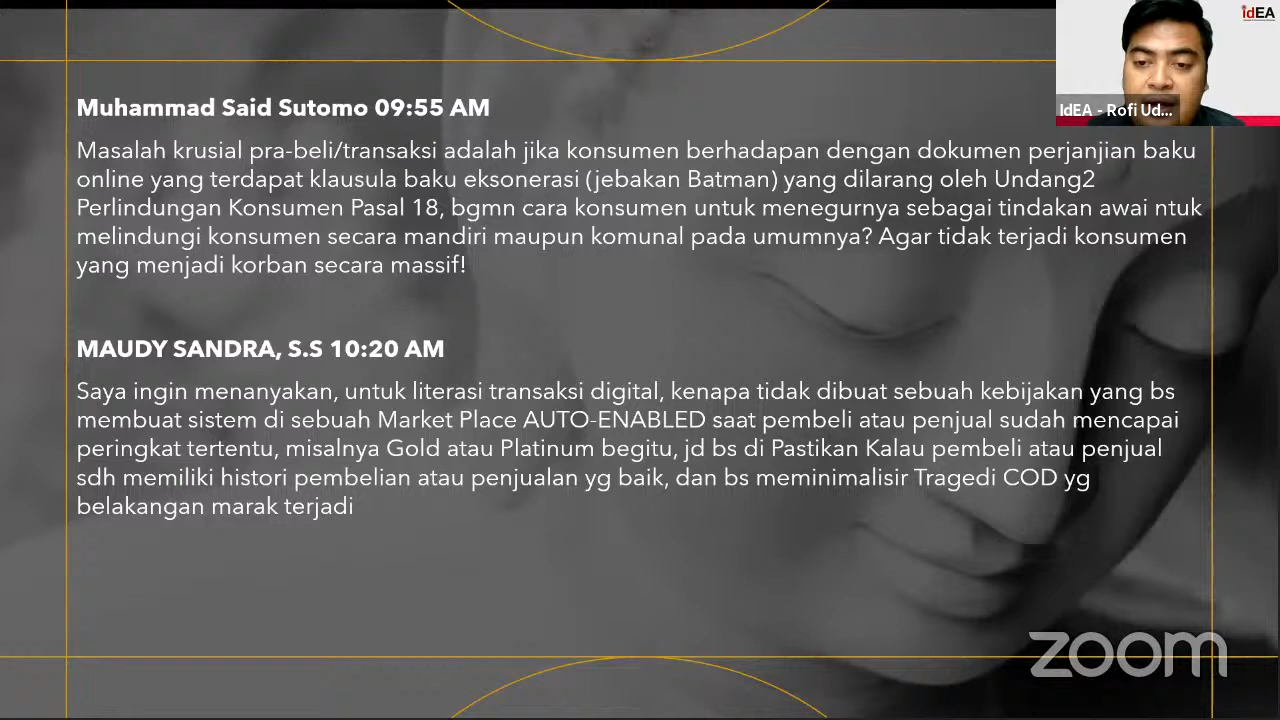 idEA
IdEA - Rofi Ud...
Muhammad Said Sutomo 09:55 AM
Masalah krusial pra-beli/transaksi adalah jika konsumen berhadapan dengan dokumen perjanjian baku
online yang terdapat klausula baku eksonerasi (jebakan Batman) yang dilarang oleh Undang2
Perlindungan Konsumen Pasal 18, bgmn cara konsumen untuk menegurnya sebagai tindakan awai ntuk
melindungi konsumen secara mandiri maupun komunal pada umumnya? Agar tidak terjadi konsumen
yang menjadi korban secara massif!
MAUDY SANDRA, S.S 10:20 AM
Saya ingin menanyakan, untuk literasi transaksi digital, kenapa tidak dibuat sebuah kebijakan yang bs
membuat sistem di sebuah Market Place AUTO-ENABLED saat pembeli atau penjual sudah mencapai
peringkat tertentu, misalnya Gold atau Platinum begitu, jd bs di Pastikan Kalau pembeli atau penjual
sdh memiliki histori pembelian atau penjualan yg baik, dan bs meminimalisir Tragedi COD yg
belakangan marak terjadi
zoom